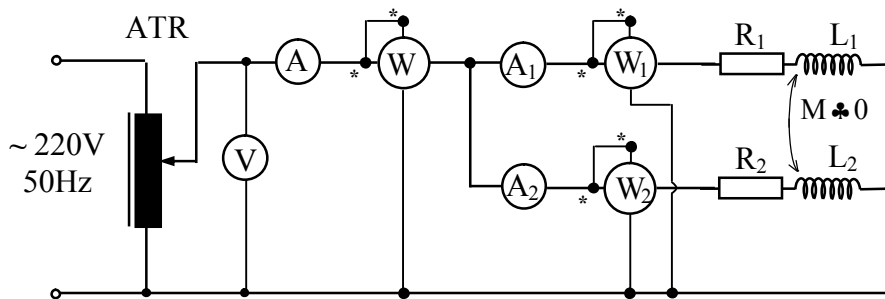 ATR
~ 220V
50Hz
V
A
*
*
W
A₁
*
*
W₁
R₁
L₁
M ♣ 0
A₂
*
*
W₂
R₂
L₂